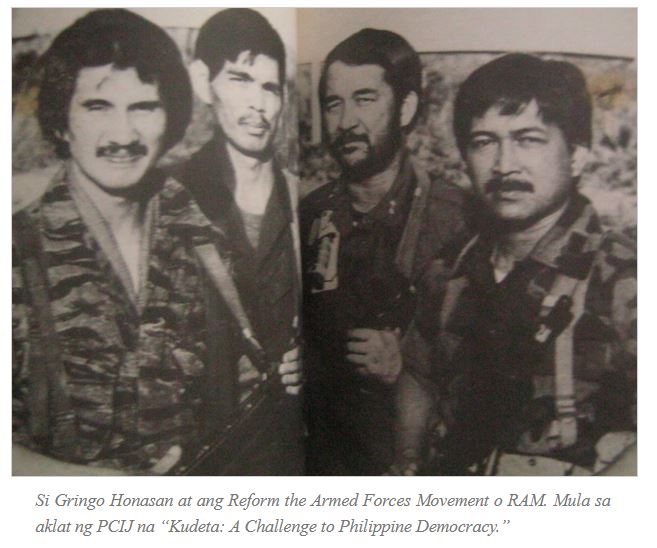 Si Gringo Honasan at ang Reform the Armed Forces Movement o RAM. Mula sa
aklat ng PCIJ na “Kudeta: A Challenge to Philippine Democracy.”